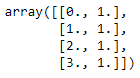 array([[0., 1.],
       [1., 1.],
       [2., 1.],
       [3., 1.]])